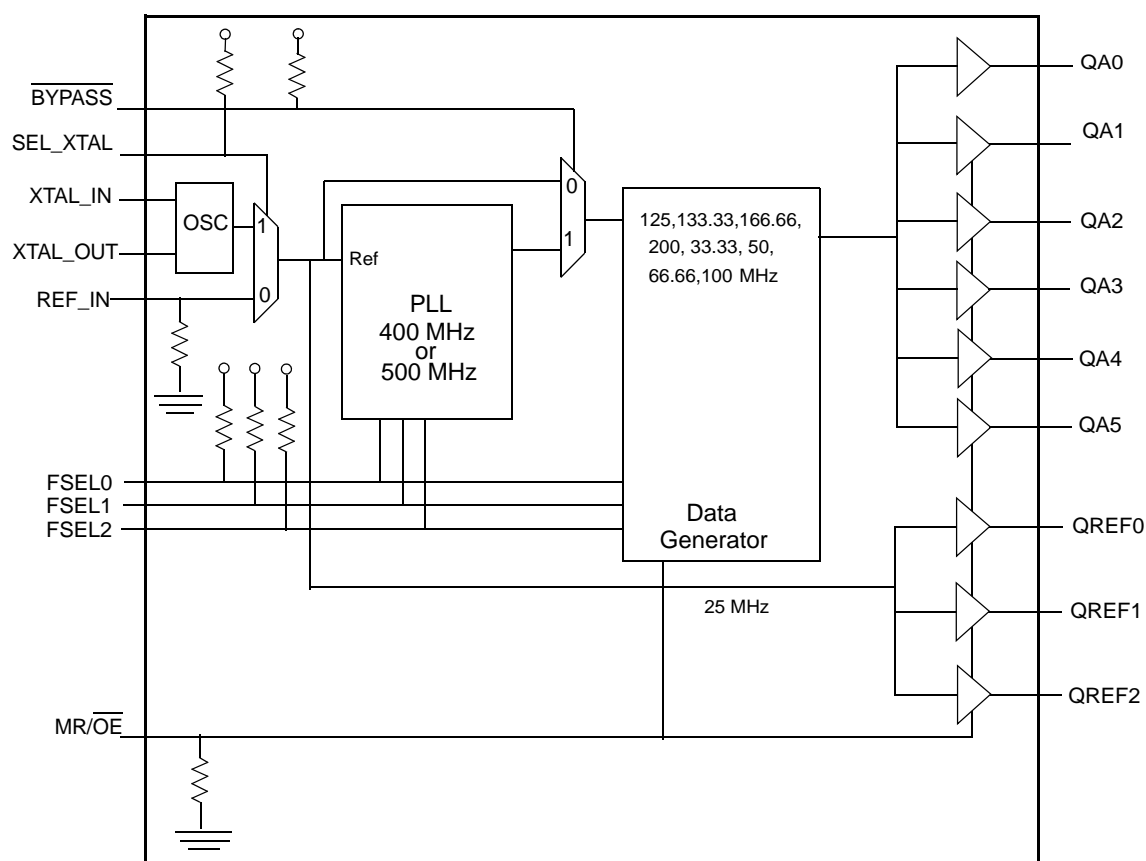 BYPASS
SEL_XTAL
XTAL_IN
XTAL_OUT
REF_IN
OSC
1
0
0
1
Ref
PLL
400 MHz
or
500 MHz
125,133.33,166.66,
200, 33.33, 50,
66.66,100 MHz
Data
Generator
FSEL0
FSEL1
FSEL2
25 MHz
MR/OE
QA0
QA1
QA2
QA3
QA4
QA5
QREF0
QREF1
QREF2